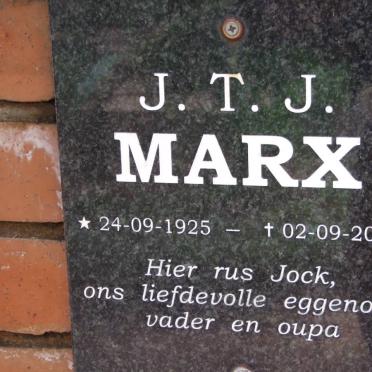 J. T. J.
MARX
★ 24-09-1925 – † 02-09-20
Hier rus Jock,
ons liefdevolle eggeno
vader en oupa